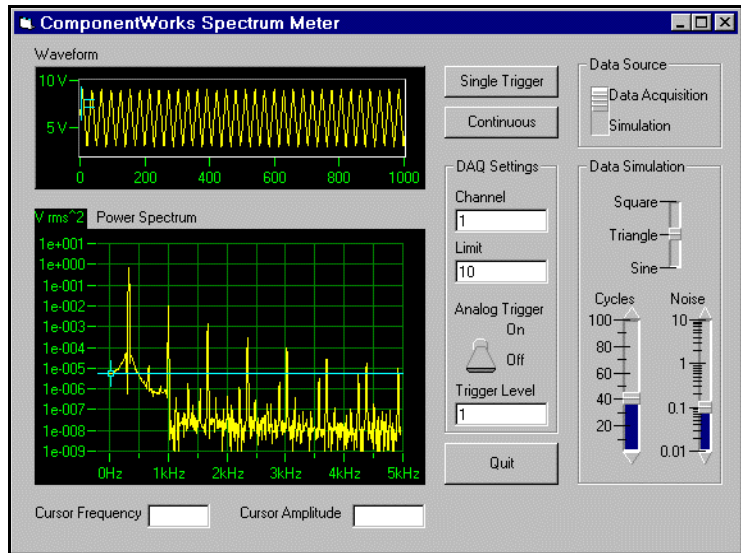 ComponentWorks Spectrum Meter
Waveform
10 V
5 V
0 200 400 600 800 1000
V rms^2 Power Spectrum
1e+001
1e+000
1e-001
1e-002
1e-003
1e-004
1e-005
1e-006
1e-007
1e-008
1e-009
0Hz 1kHz 2kHz 3kHz 4kHz 5kHz
Cursor Frequency
Cursor Amplitude
Single Trigger
Continuous
DAQ Settings
Channel
1
Limit
10
Analog Trigger
On
Off
Trigger Level
1
Quit
Data Source
Data Acquisition
Simulation
Data Simulation
Square
Triangle
Sine
Cycles
100
80
60
40
20
Noise
10
1
0.1
0.01